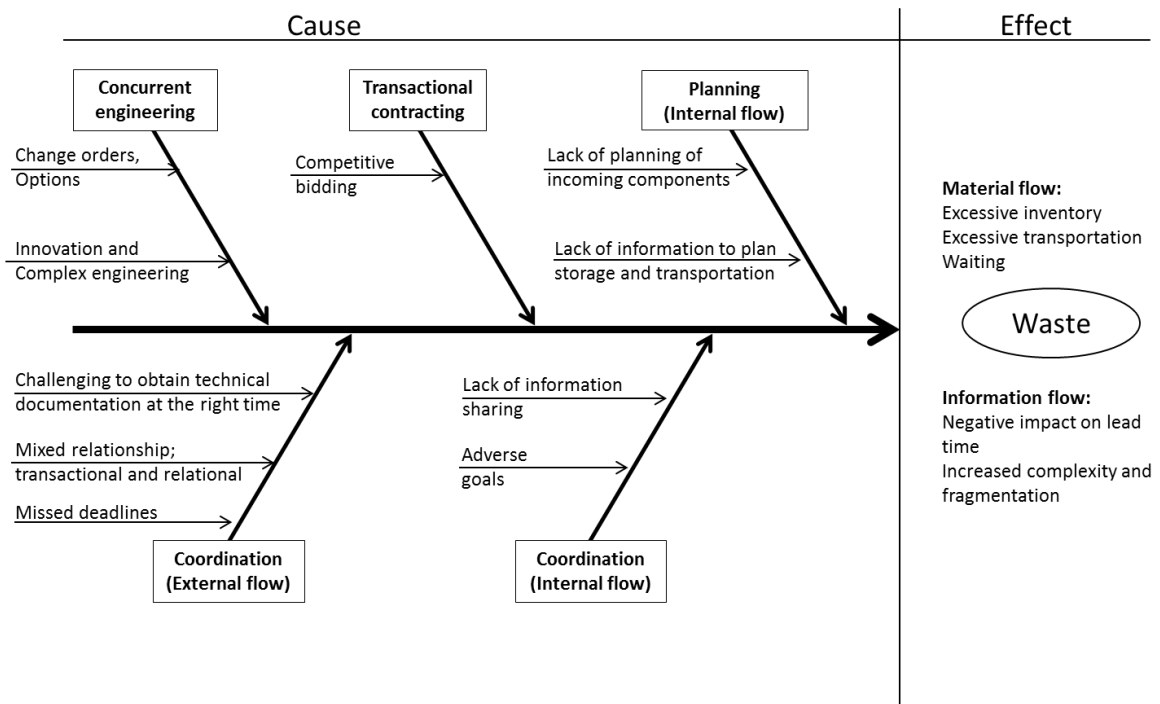 Cause
Effect
Concurrent
engineering
Transactional
contracting
Planning
(Internal flow)
Change orders,
Options
Competitive
bidding
Lack of planning of
incoming components
Innovation and
Complex engineering
Lack of information to plan
storage and transportation
Material flow:
Excessive inventory
Excessive transportation
Waiting
Waste
Challenging to obtain technical
documentation at the right time
Mixed relationship;
transactional and relational
Missed deadlines
Lack of information
sharing
Adverse
goals
Information flow:
Negative impact on lead
time
Increased complexity and
fragmentation
Coordination
(External flow)
Coordination
(Internal flow)